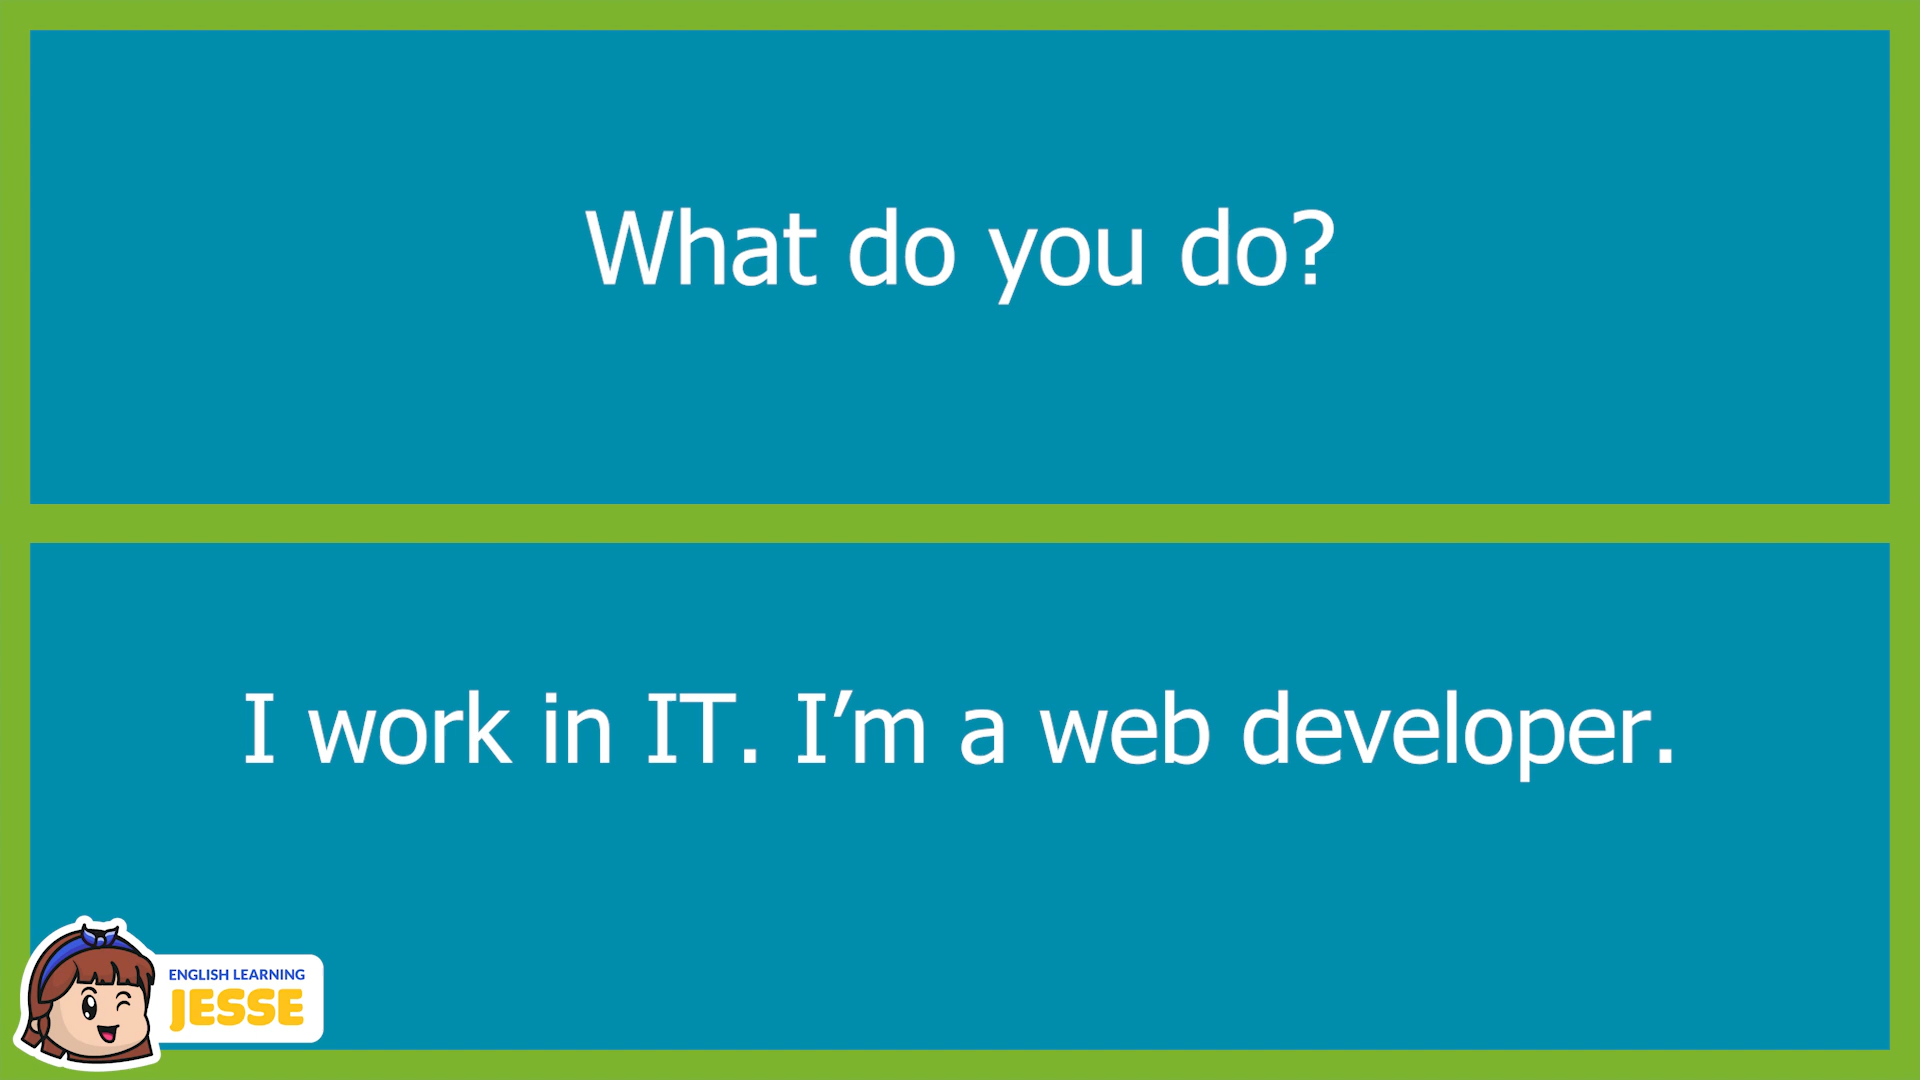 What do you do?
I work in IT. I’m a web developer.
ENGLISH LEARNING
JESSE